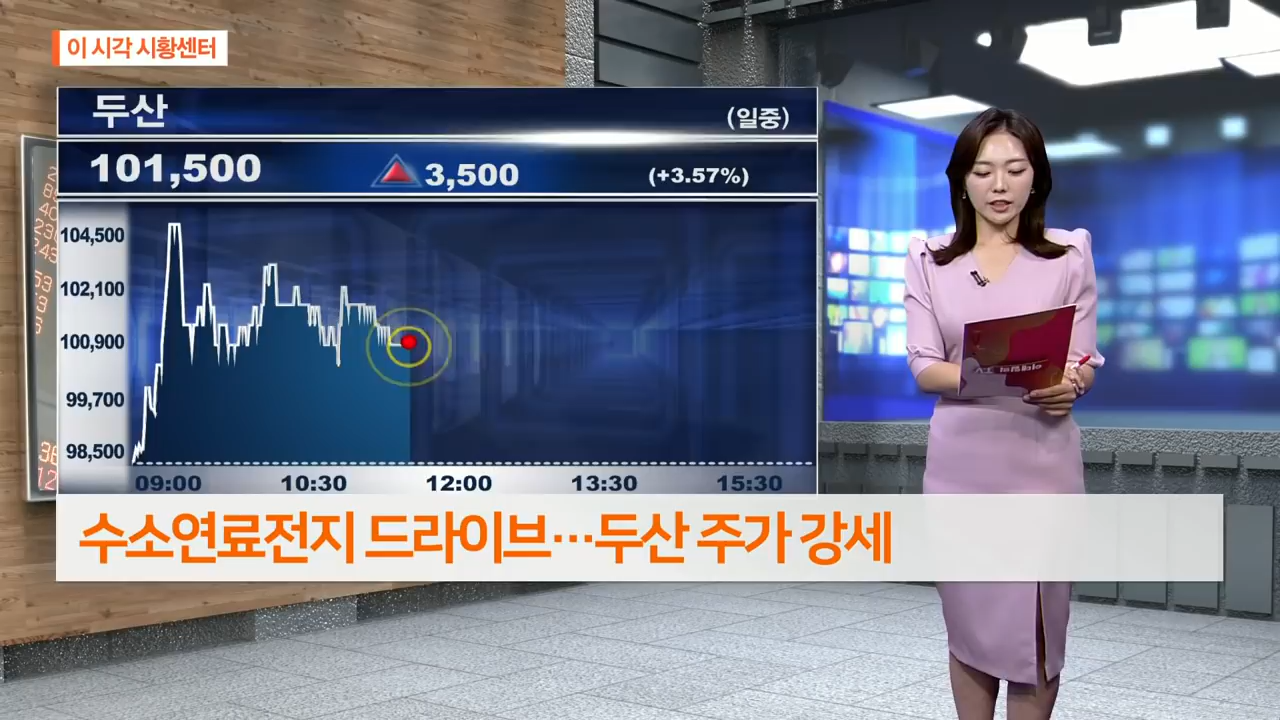 이 시각 시황센터
두산
(일중)
101,500 ▲ 3,500 (+3.57%)
104,500
102,100
100,900
99,700
98,500
09:00 10:30 12:00 13:30 15:30
수소연료전지 드라이브…두산 주가 강세